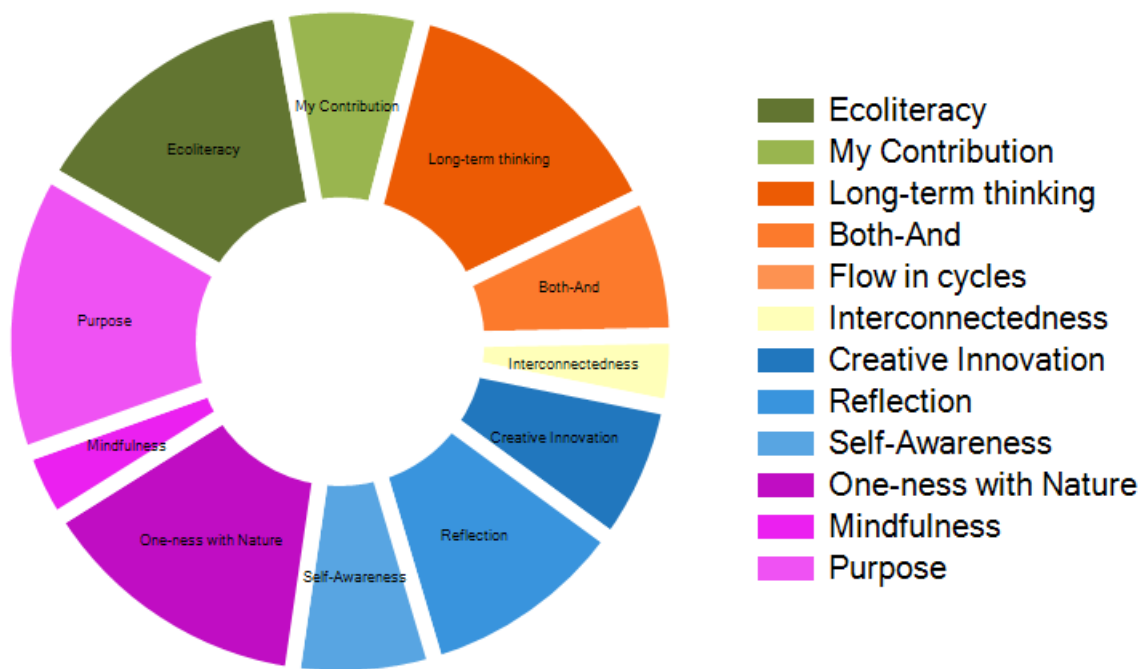 My Contribution
Ecoliteracy
Long-term thinking
Both-And
Purpose
Interconnectedness
Creative Innovation
Mindfulness
Reflection
One-ness with Nature
Self-Awareness
Ecoliteracy
My Contribution
Long-term thinking
Both-And
Flow in cycles
Interconnectedness
Creative Innovation
Reflection
Self-Awareness
One-ness with Nature
Mindfulness
Purpose